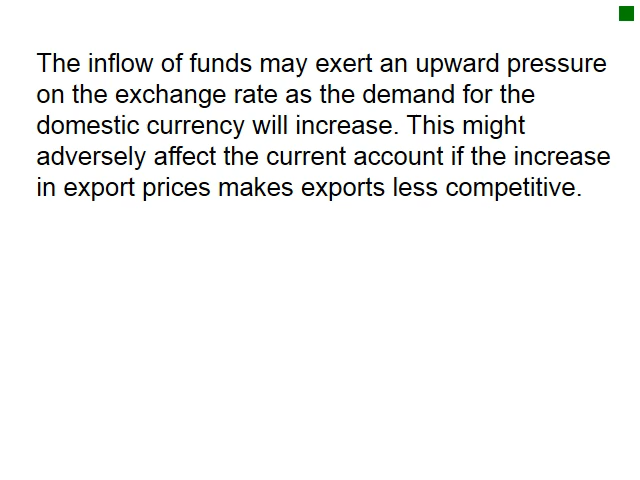 The inflow of funds may exert an upward pressure
on the exchange rate as the demand for the
domestic currency will increase. This might
adversely affect the current account if the increase
in export prices makes exports less competitive.